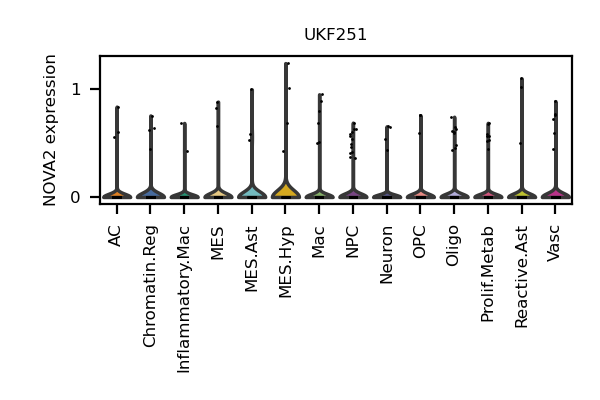 UKF251
NOVA2 expression
1
0
AC
Chromatin.Reg
Inflammatory.Mac
MES
MES.Ast
MES.Hyp
Mac
NPC
Neuron
OPC
Oligo
Prolif.Metab
Reactive.Ast
Vasc